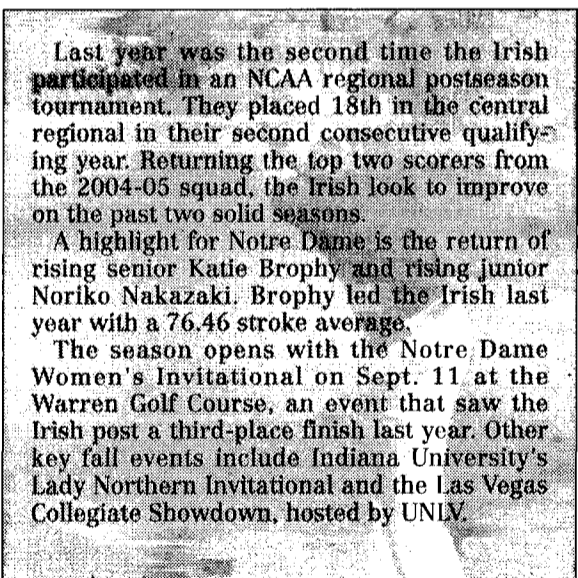 Last year was the second time the Irish
participated in an NCAA regional postseason
tournament. They placed 18th in the central
regional in their second consecutive qualify-
ing year. Returning the top two scorers from
the 2004-05 squad, the Irish look to improve
on the past two solid seasons.
A highlight for Notre Dame is the return of
rising senior Katie Brophy and rising junior
Noriko Nakazaki. Brophy led the Irish last
year with a 76.46 stroke average.
The season opens with the Notre Dame
Women's Invitational on Sept. 11 at the
Warren Golf Course, an event that saw the
Irish post a third-place finish last year. Other
key fall events include Indiana University's
Lady Northern Invitational and the Las Vegas
Collegiate Showdown, hosted by UNLV.